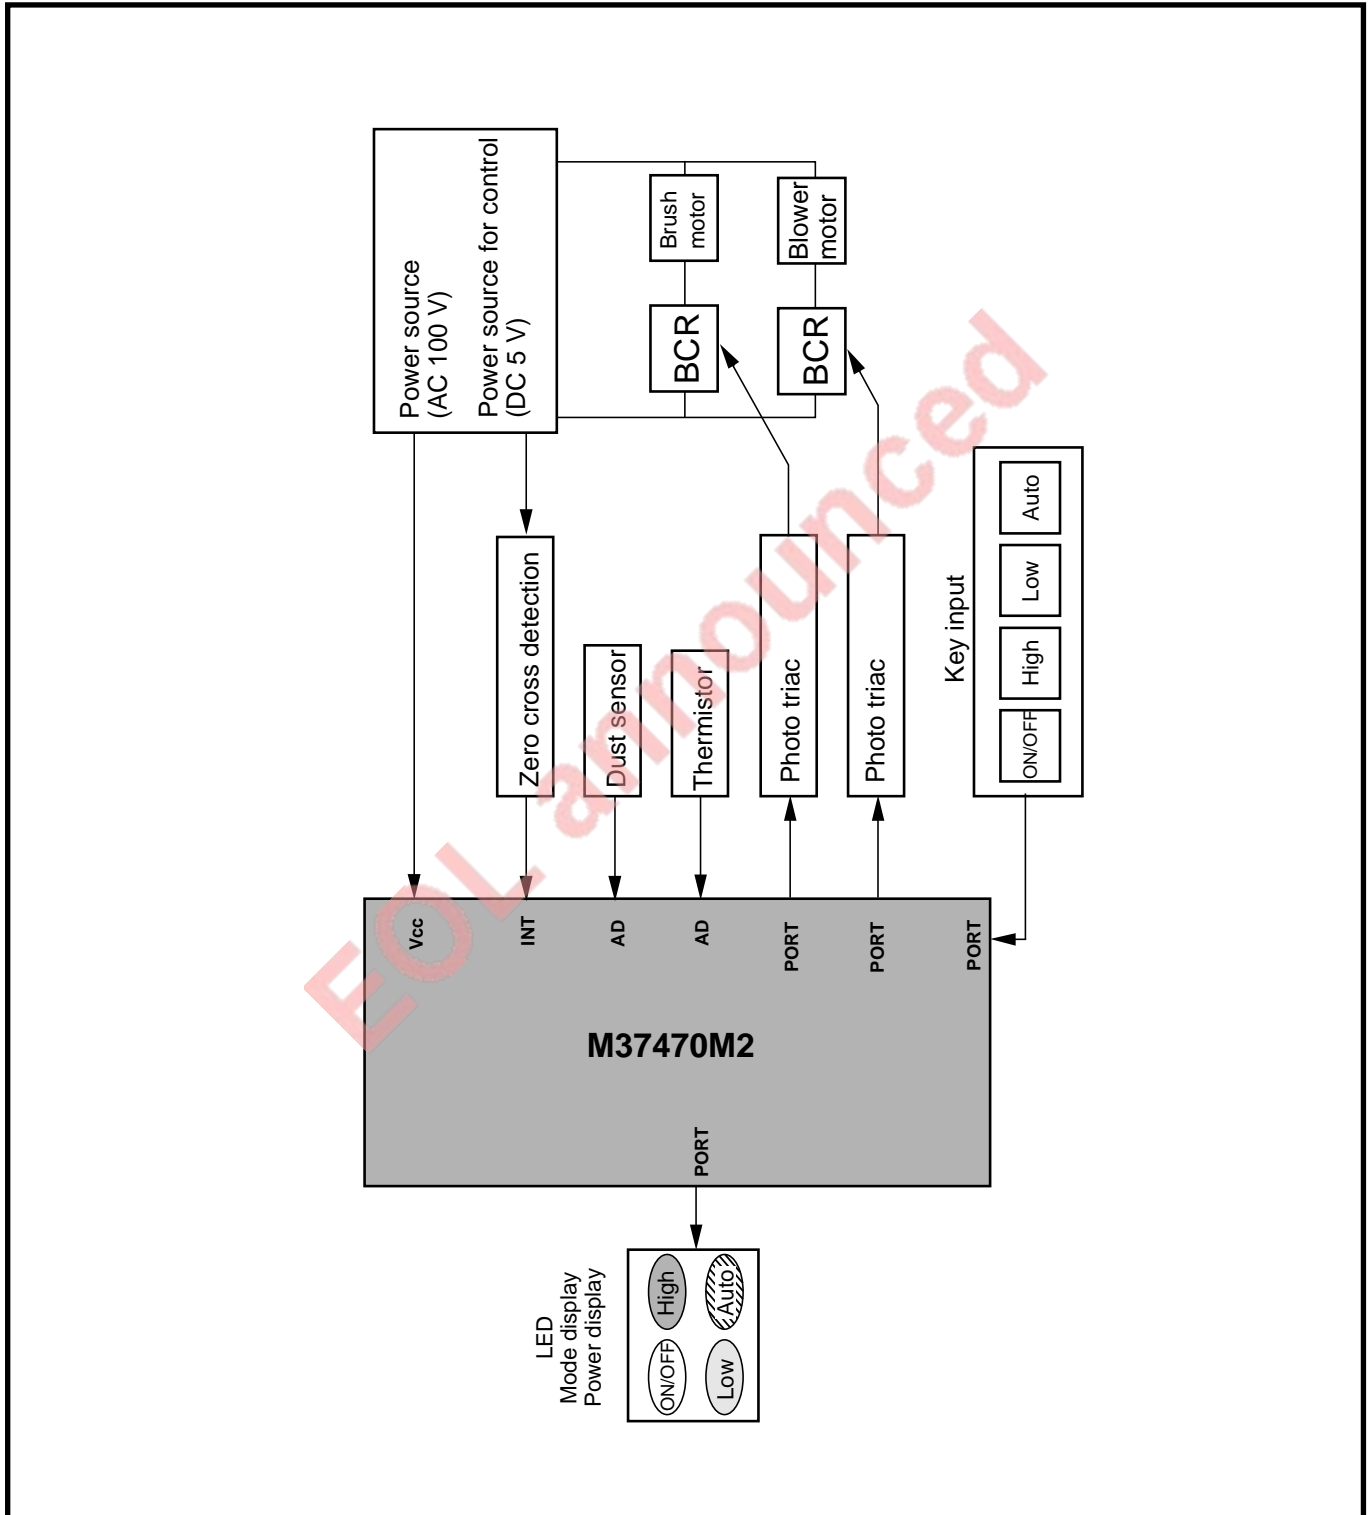 LED
Mode display
Power display
ON/OFF
High
Low
Auto
M37470M2
PORT
Vcc
INT
AD
AD
PORT
PORT
PORT
Zero cross detection
Dust sensor
Thermistor
Photo triac
Photo triac
Key input
ON/OFF
High
Low
Auto
Power source
(AC 100 V)
Power source for control
(DC 5 V)
BCR
Brush
motor
BCR
Blower
motor
EOL announced